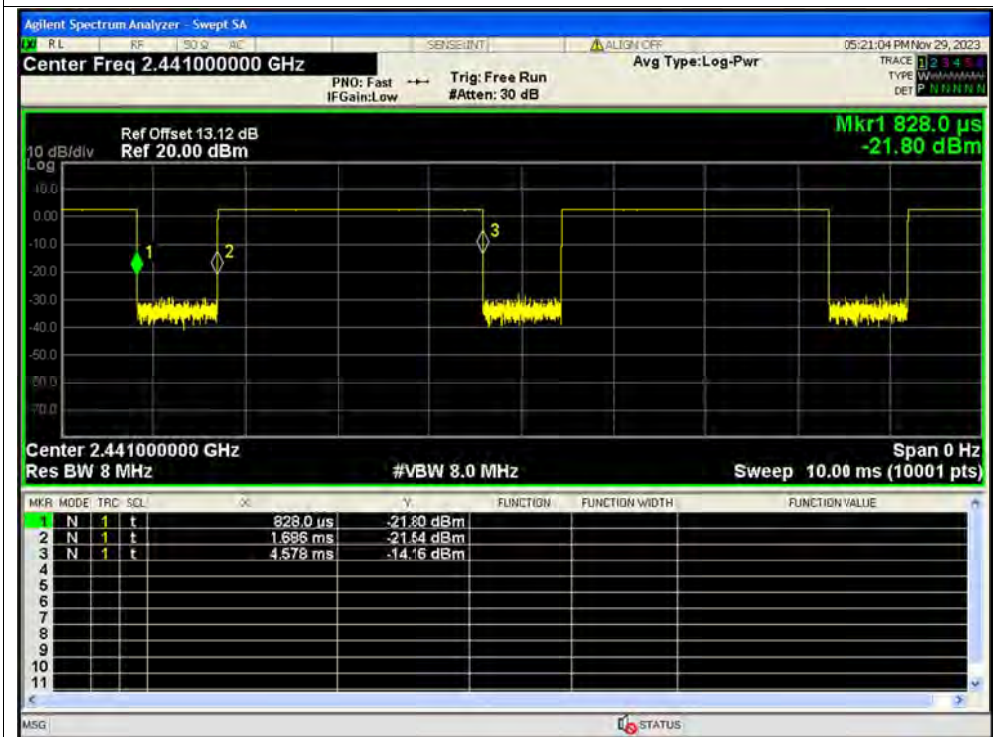 Agilent Spectrum Analyzer - Swept SA
RL RF 50 Ω AC SENSE:INT ALIGN OFF 05:21:04 PM Nov 29, 2023
Center Freq 2.441000000 GHz
PNO: Fast
IFGain:Low
Trig: Free Run
#Atten: 30 dB
Avg Type:Log-Pwr
TRACE 1 2 3 4 5 6
TYPE
DET P N N N N N
Mkr1 828.0 µs
-21.80 dBm
Ref Offset 13.12 dB
Ref 20.00 dBm
10 dB/div
Log
10.0
0.00
-10.0
-20.0
-30.0
-40.0
-50.0
-60.0
-70.0
1
2
3
Center 2.441000000 GHz Span 0 Hz
Res BW 8 MHz #VBW 8.0 MHz Sweep 10.00 ms (10001 pts)
MKR MODE TRC SCL X Y FUNCTION FUNCTION WIDTH FUNCTION VALUE
1 N 1 t 828.0 µs -21.80 dBm
2 N 1 t 1.686 ms -21.54 dBm
3 N 1 t 4.578 ms -14.16 dBm
4
5
6
7
8
9
10
11
MSG STATUS